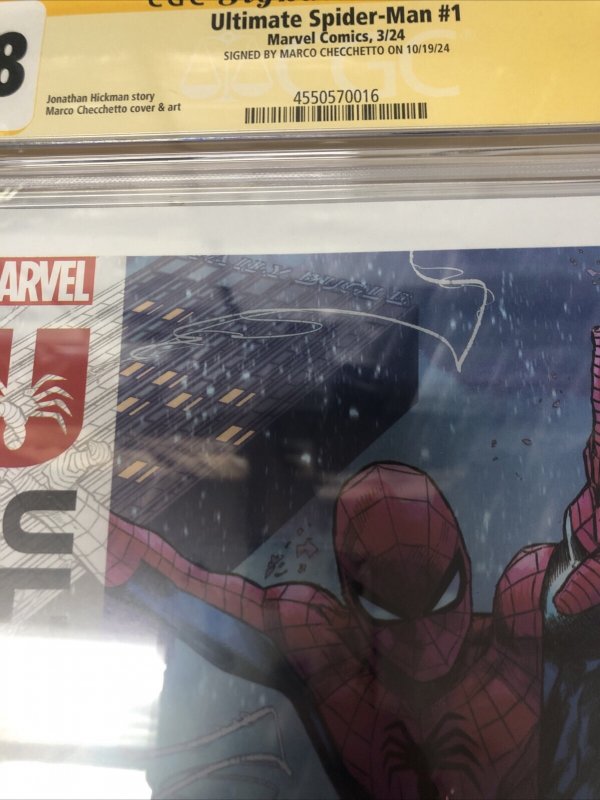 Ultimate Spider-Man #1
Marvel Comics, 3/24
SIGNED BY MARCO CHECCHETTO ON 10/19/24
8
Jonathan Hickman story
Marco Checchetto cover & art
4550570016
CGC
ARVEL
DAILY BUGLE
U